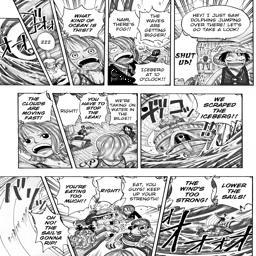 HEY! I JUST SAW
DOLPHINS JUMPING
OVER THERE! LET'S
GO TAKE A LOOK!
SHUT
UP!
THE WAVES
ARE
GETTING
BIGGER!
NAMI,
THERE'S
FOG!!
ICEBERG AT
10 O'CLOCK!!
WHAT
KIND OF
OCEAN IS
THIS!?
ZZZ
WE
SCRAPED
THE
ICEBERG!!
WE'RE
TAKING ON
WATER IN
THE BILGE!!
YOU HAVE
TO STOP
THE LEAK!
RIGHT!
THE
CLOUDS
ARE
MOVING
FAST!!
LOWER
THE
SAILS!
THE
WIND'S
TOO
STRONG!
EAT, YOU
GUYS! KEEP UP
YOUR
STRENGTH!
RIGHT!
YOU'RE
EATING
TOO
MUCH!!
OH
NO!
THE
SAIL'S
GONNA
RIP!